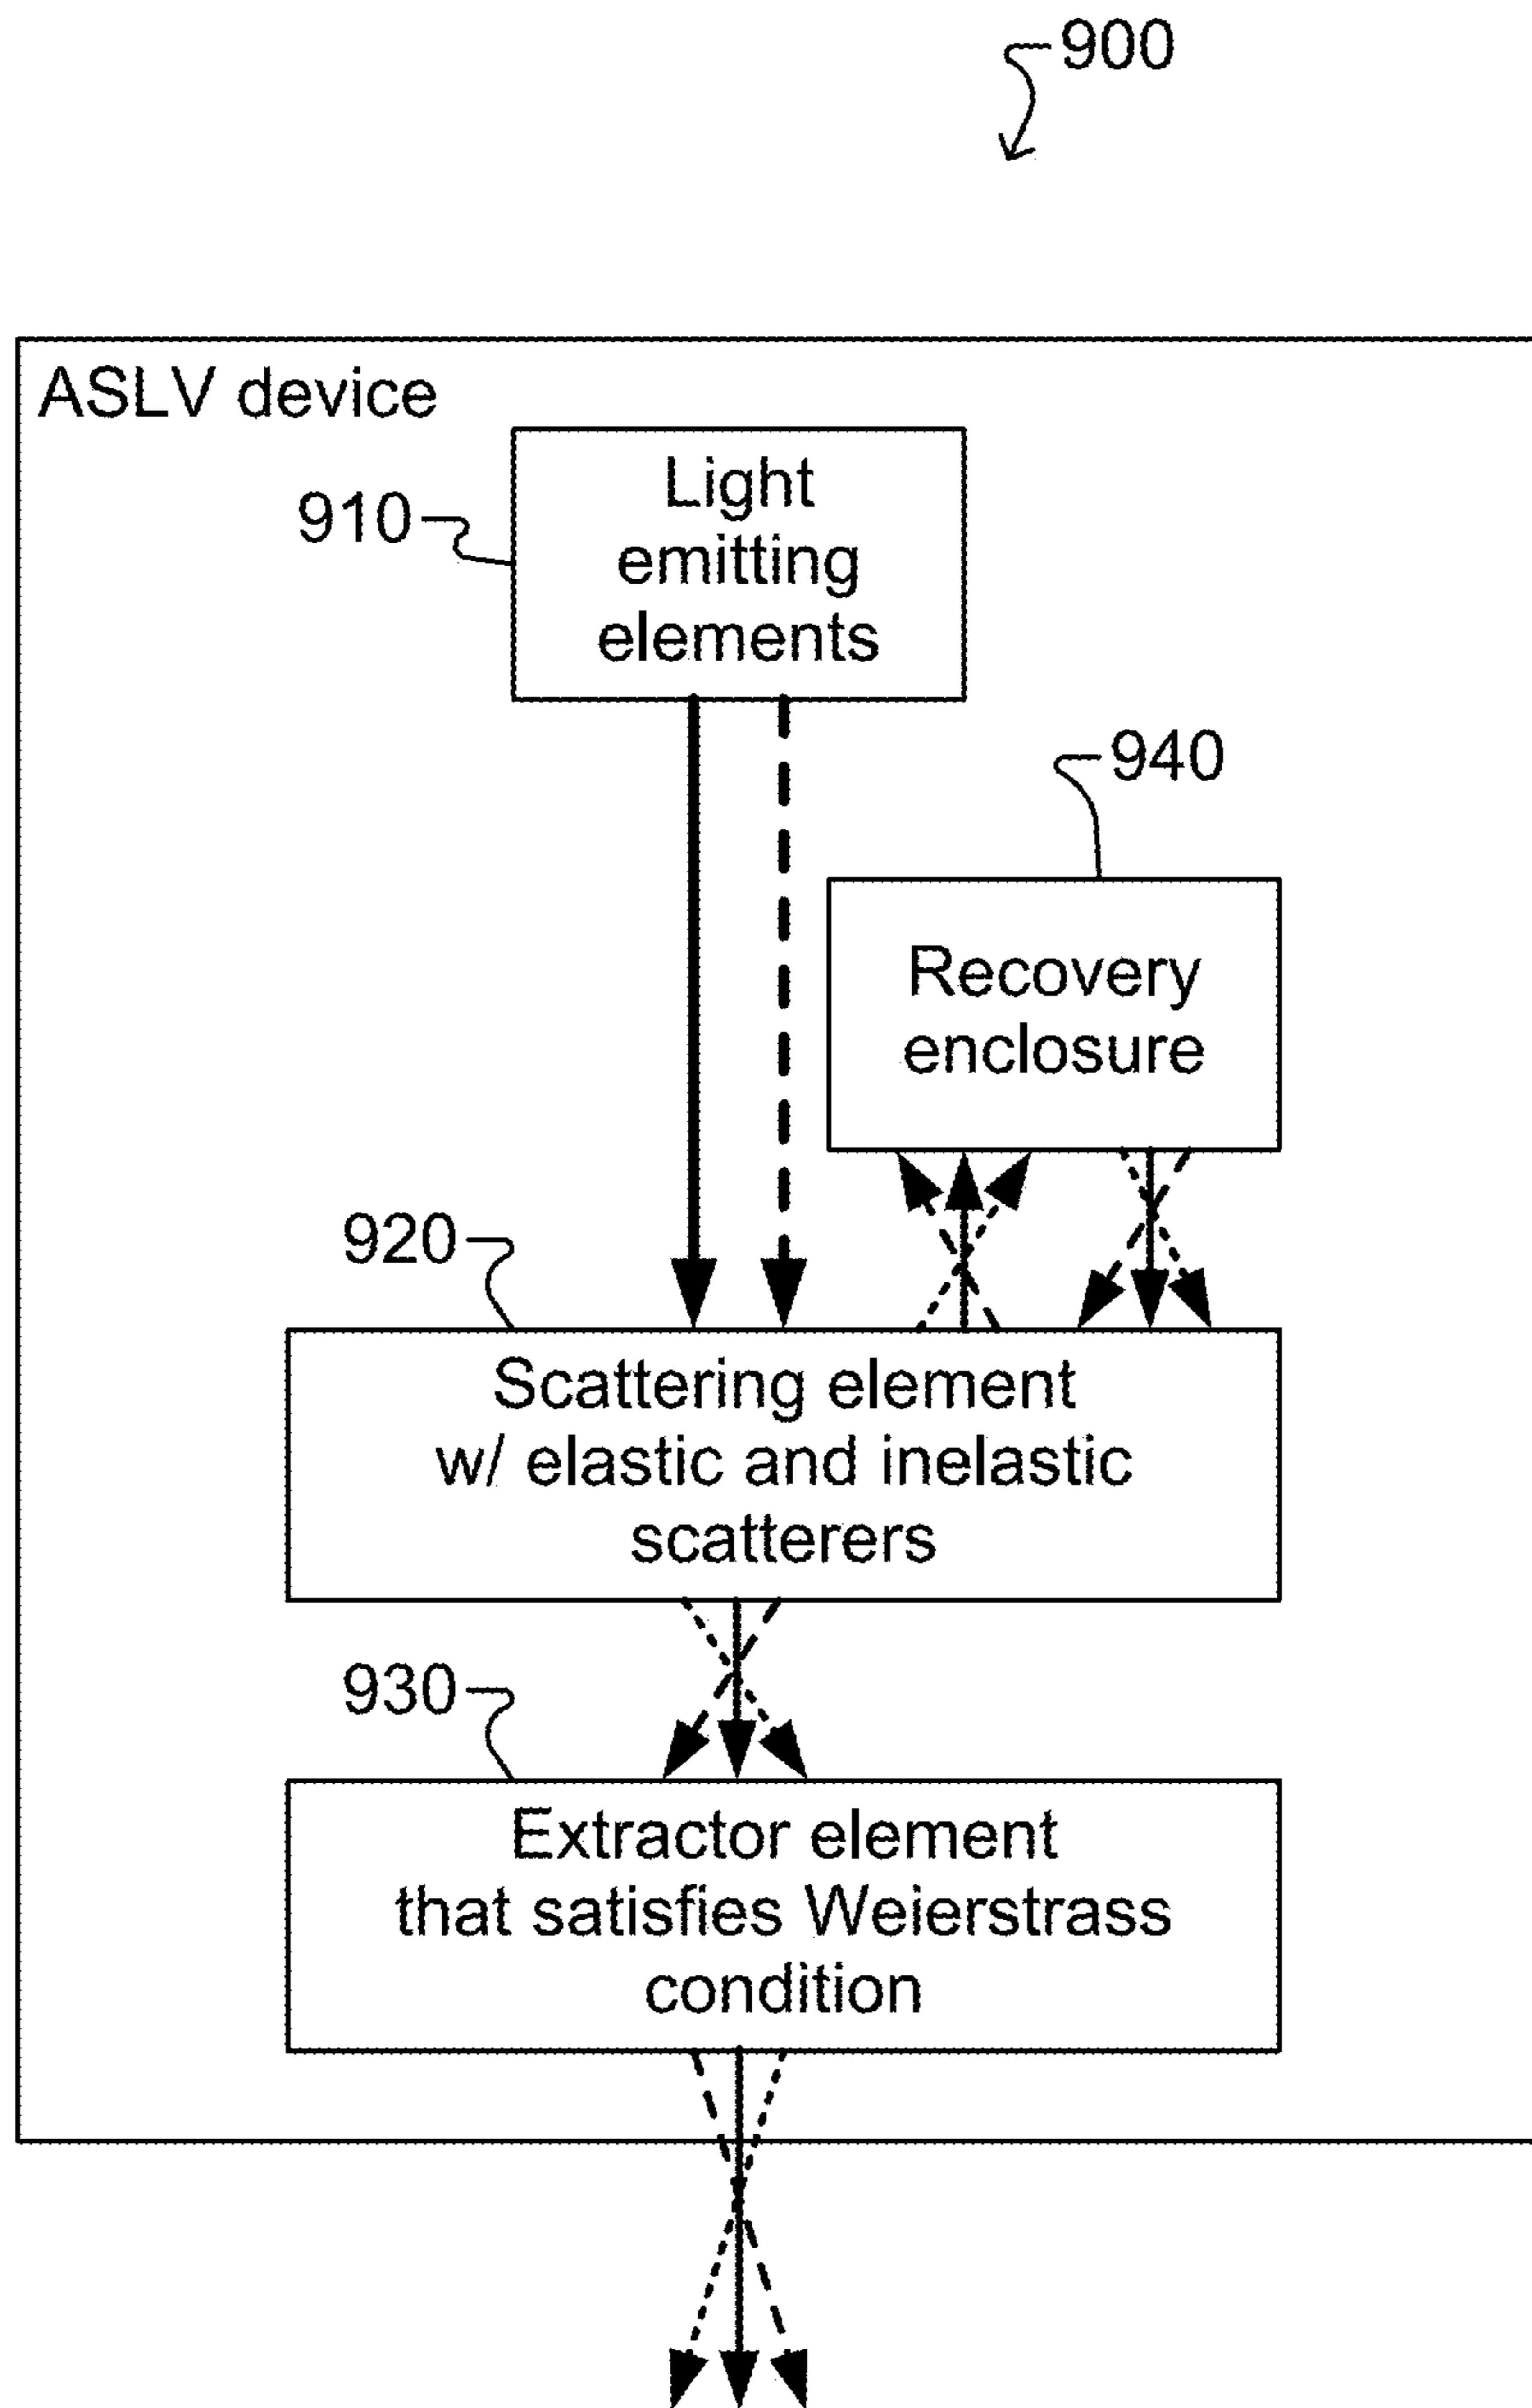 900
ASLV device
Light
emitting
elements
910
940
Recovery
enclosure
920
Scattering element
w/ elastic and inelastic
scatterers
930
Extractor element
that satisfies Weierstrass
condition